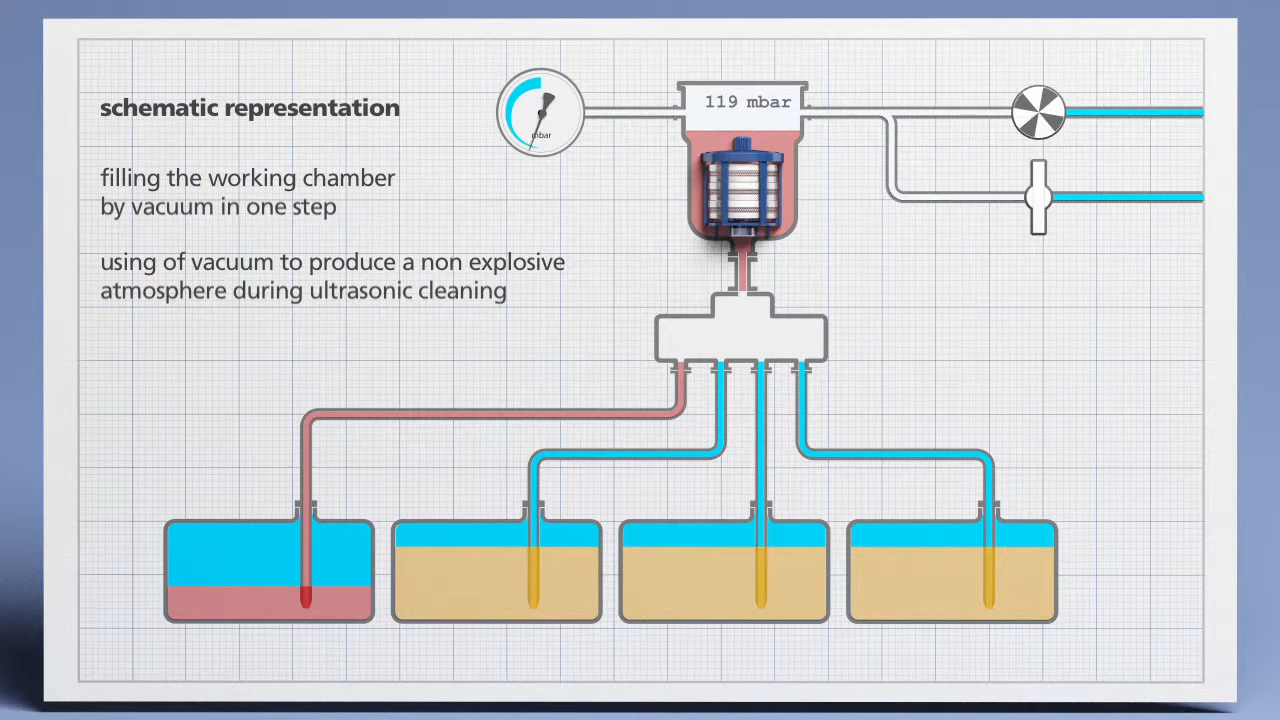 schematic representation
filling the working chamber
by vacuum in one step
using of vacuum to produce a non explosive
atmosphere during ultrasonic cleaning
mbar
119 mbar